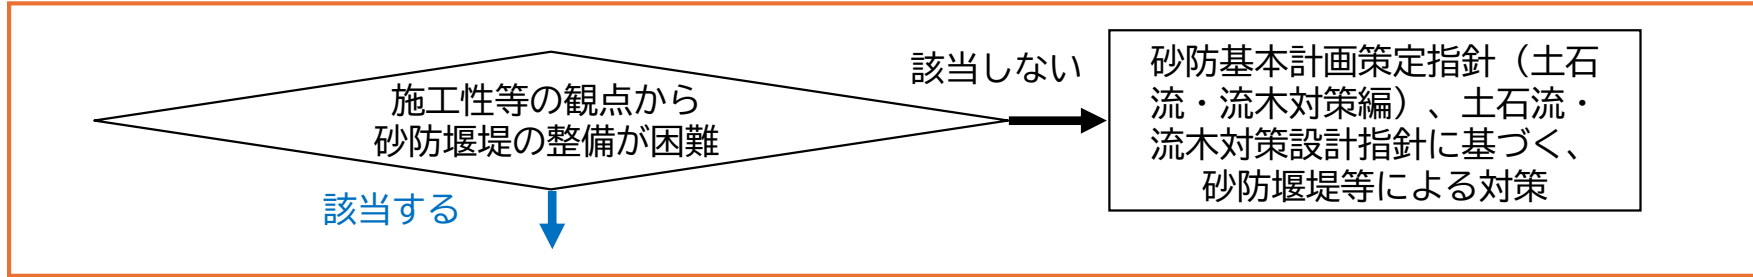 施工性等の観点から
砂防堰堤の整備が困難
該当しない
砂防基本計画策定指針（土石
流・流木対策編）、土石流・
流木対策設計指針に基づく、
砂防堰堤等による対策
該当する